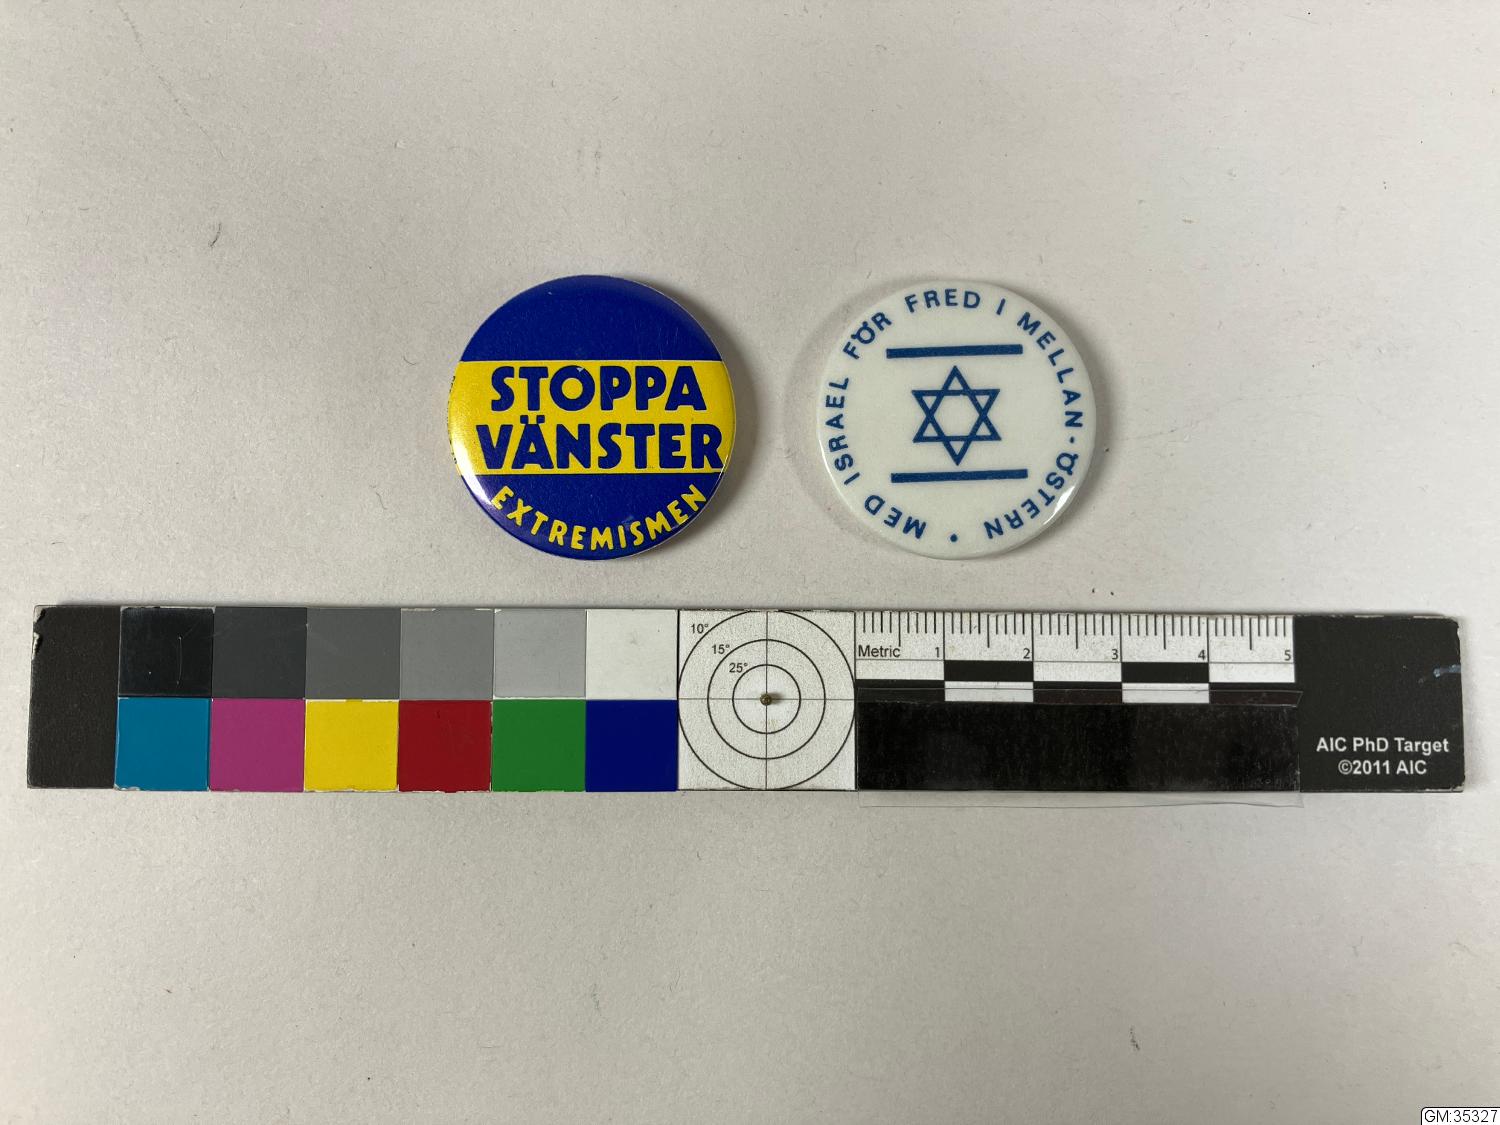 STOPPA
VÄNSTER
EXTREMISMEN
MED ISRAEL FÖR FRED I MELLAN-ÖSTERN •
10°
15°
25°
Metric 1 2 3 4 5
AIC PhD Target
©2011 AIC
GM:35327